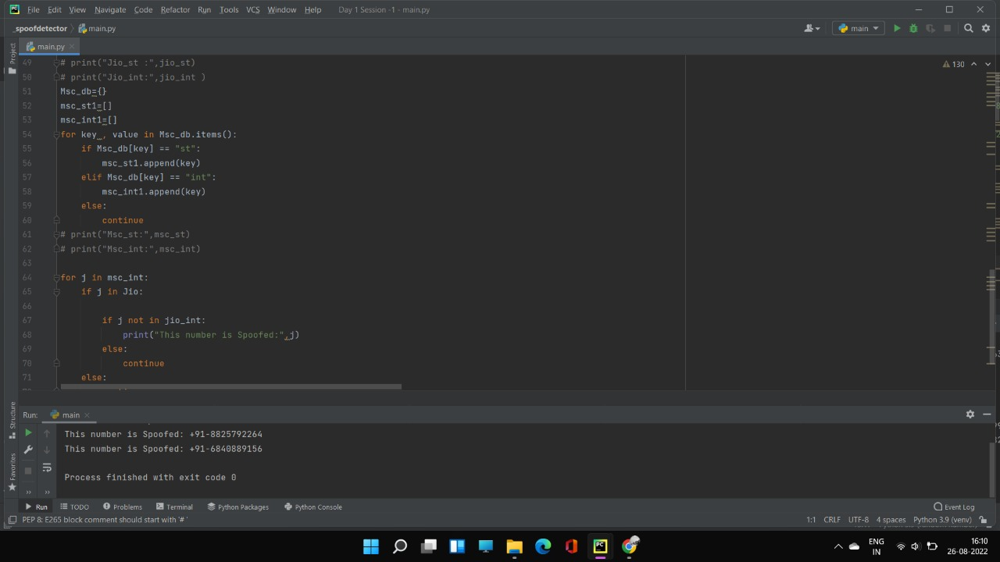 File Edit View Navigate Code Refactor Run Tools VCS Window Help Day 1 Session -1 - main.py
_spoofdetector main.py main
Project
main.py
130
49 # print("Jio_st :",jio_st)
50 # print("Jio_int:",jio_int )
51 Msc_db={}
52 msc_st1=[]
53 msc_int1=[]
54 for key , value in Msc_db.items():
55 if Msc_db[key] == "st":
56 msc_st1.append(key)
57 elif Msc_db[key] == "int":
58 msc_int1.append(key)
59 else:
60 continue
61 # print("Msc_st:",msc_st)
62 # print("Msc_int:",msc_int)
63
64 for j in msc_int:
65 if j in Jio:
66
67 if j not in jio_int:
68 print("This number is Spoofed:",j)
69 else:
70 continue
71 else:
Structure
Favorites
Run: main
This number is Spoofed: +91-8825792264
This number is Spoofed: +91-6840889156
Process finished with exit code 0
Run TODO Problems Terminal Python Packages Python Console Event Log
PEP 8: E265 block comment should start with '# ' 1:1 CRLF UTF-8 4 spaces Python 3.9 (venv)
ENG
IN
16:10
26-08-2022